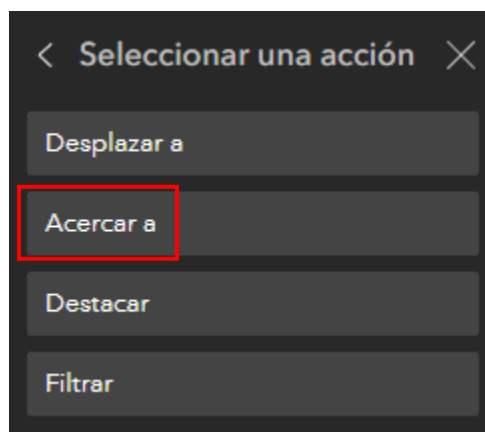 Seleccionar una acción
Desplazar a
Acercar a
Destacar
Filtrar